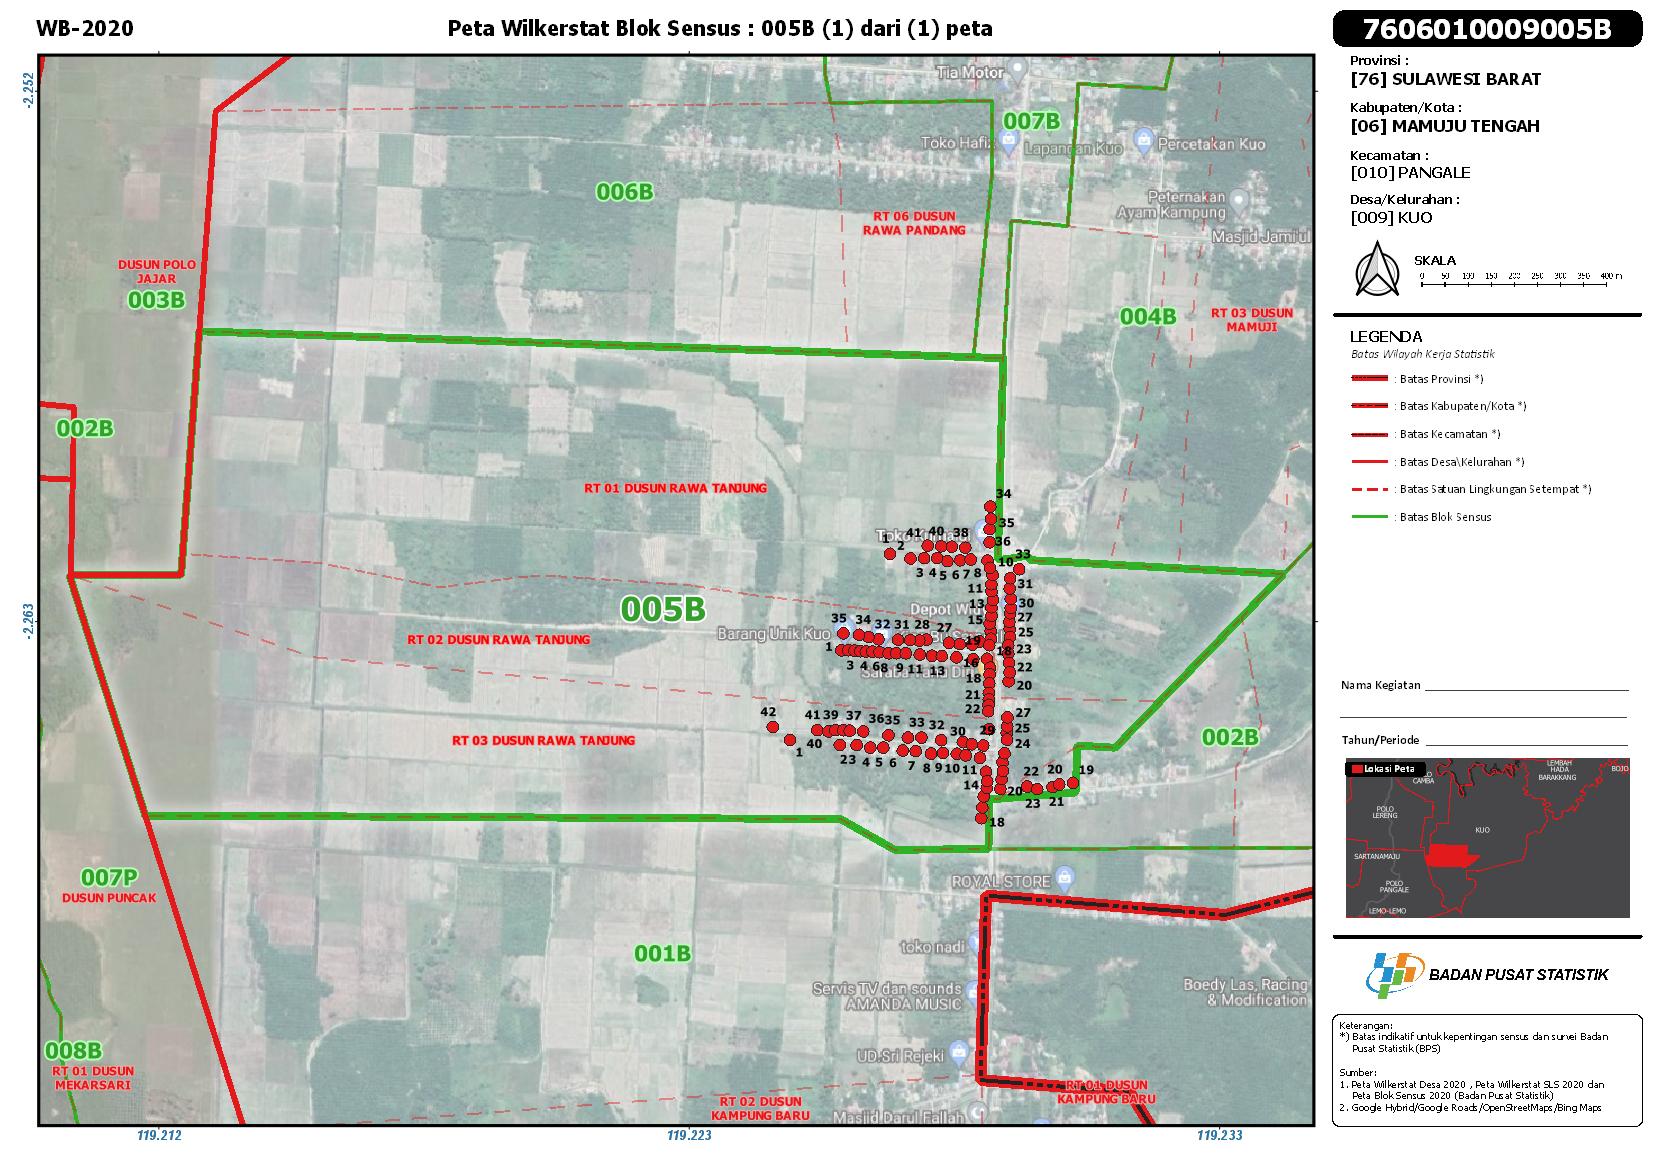 WB-2020
Peta Wilkerstat Blok Sensus : 005B (1) dari (1) peta
7606010009005B
Provinsi :
[76] SULAWESI BARAT
Kabupaten/Kota :
[06] MAMUJU TENGAH
Kecamatan :
[010] PANGALE
Desa/Kelurahan :
[009] KUO
SKALA
0 50 100 150 200 250 300 350 400 m
LEGENDA
Batas Wilayah Kerja Statistik
: Batas Provinsi *)
: Batas Kabupaten/Kota *)
: Batas Kecamatan *)
: Batas Desa\Kelurahan *)
: Batas Satuan Lingkungan Setempat *)
: Batas Blok Sensus
Nama Kegiatan
Tahun/Periode
Lokasi Peta
CAMBA
LEMBAH
HADA
BARAKKANG
BOJO
POLO
LERENG
KUO
SARTANAMAJU
POLO
PANGALE
LEMO-LEMO
BADAN PUSAT STATISTIK
Keterangan:
*) Batas indikatif untuk kepentingan sensus dan survei Badan
Pusat Statistik (BPS)
Sumber:
1. Peta Wilkerstat Desa 2020 , Peta Wilkerstat SLS 2020 dan
Peta Blok Sensus 2020 (Badan Pusat Statistik)
2. Google Hybrid/Google Roads/OpenStreetMaps/Bing Maps
-2.252
-2.263
119.212
119.223
119.233
Tia Motor
007B
Toko Hafiz
Lapangan Kuo
Percetakan Kuo
006B
Peternakan
Ayam Kampung
RT 06 DUSUN
RAWA PANDANG
Masjid Jami'ul
DUSUN POLO
JAJAR
003B
004B
RT 03 DUSUN
MAMUJI
002B
RT 01 DUSUN RAWA TANJUNG
34
35
36
41 40 38
1 2
3 4 5 6 7 8
10 33
11 31
13 30
15 27
25
005B
Depot
Barang Unik Kuo
RT 02 DUSUN RAWA TANJUNG
35 34 32 31 28 27 19
1
3 4 6 8 9 11 13 16
18 23
18 22
21 20
22
42
41 39 37 36 35 33 32 30 29
27
25
24
1
40 23 4 5 6 7 8 9 10 11
14
22 20 19
20 23 21
18
RT 03 DUSUN RAWA TANJUNG
002B
007P
DUSUN PUNCAK
ROYAL STORE
001B
toko nadi
Servis TV dan sounds
AMANDA MUSIC
Boedy Las, Racing
& Modification
008B
RT 01 DUSUN
MEKARSARI
UD.Sri Rejeki
RT 02 DUSUN
KAMPUNG BARU
RT 01 DUSUN
KAMPUNG BARU
Masjid Darul Fallah